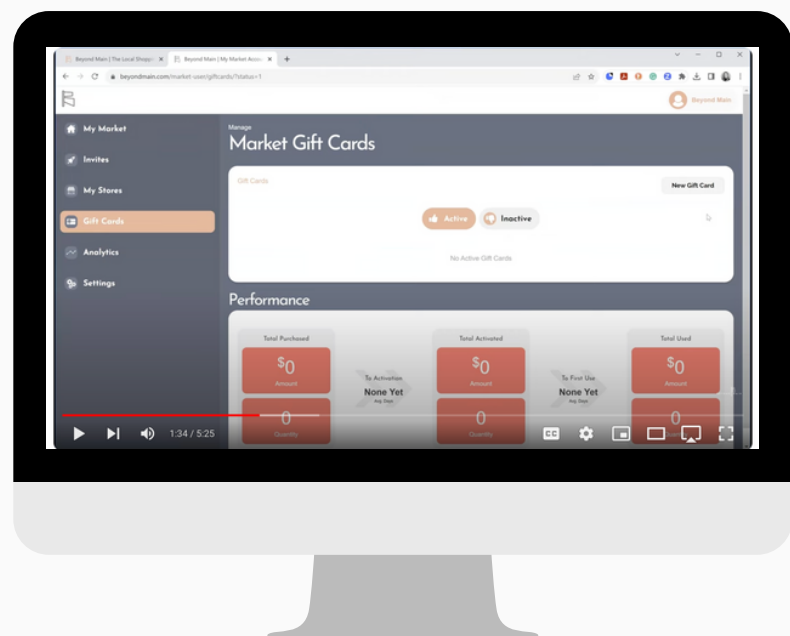 Beyond Main | The Local Shopp
Beyond Main | My Market Accou
beyondmain.com/market-user/giftcards/?status=1
Beyond Main
My Market
Invites
My Stores
Gift Cards
Analytics
Settings
Manage
Market Gift Cards
Gift Cards
New Gift Card
Active
Inactive
No Active Gift Cards
Performance
Total Purchased
$0
Amount
0
Quantity
To Activation
None Yet
Avg Days
Total Activated
$0
Amount
0
Quantity
To First Use
None Yet
Avg Days
Total Used
$0
Amount
0
1:34 / 5:25
CC